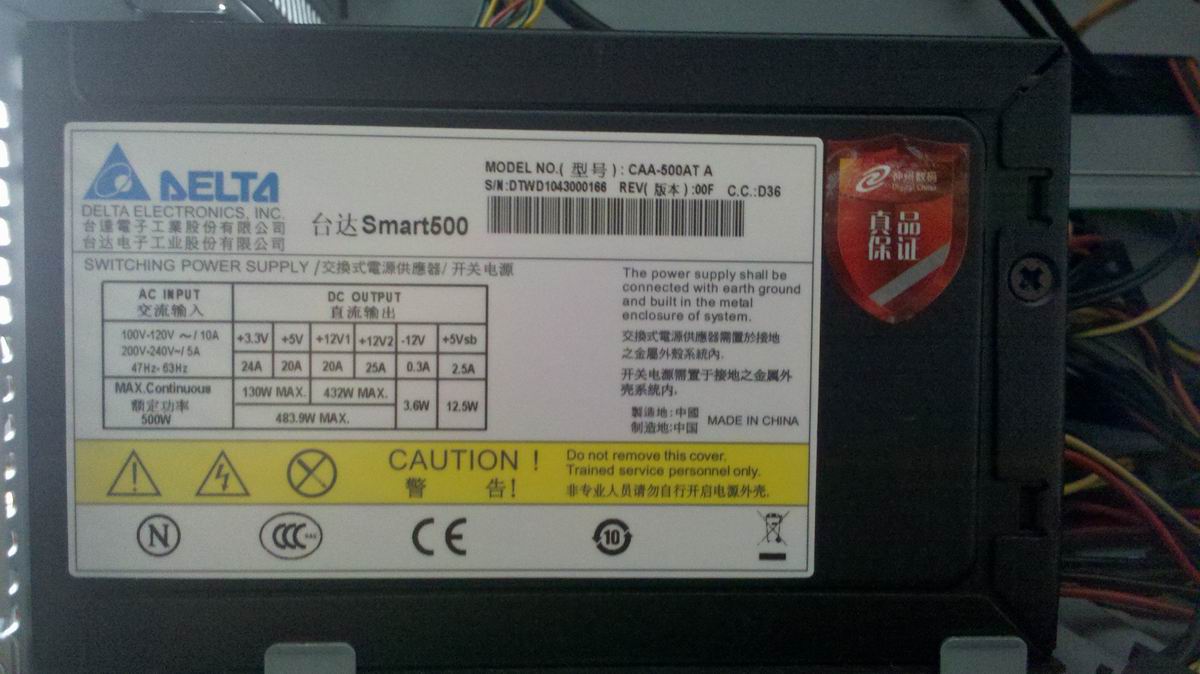 DELTA
DELTA ELECTRONICS, INC.
台達電子工業股份有限公司
台达电子工业股份有限公司
台达Smart500
MODEL NO.(型号): CAA-500AT A
S/N:DTWD1043000166 REV(版本):00F C.C.:D36
SWITCHING POWER SUPPLY /交換式電源供應器/ 开关电源
AC INPUT
交流输入
DC OUTPUT
直流输出
100V-120V ～/ 10A
200V-240V～/ 5A
47Hz- 63Hz
+3.3V +5V +12V1 +12V2 -12V +5Vsb
24A 20A 20A 25A 0.3A 2.5A
MAX.Continuous
额定功率
500W
130W MAX. 432W MAX. 3.6W 12.5W
483.9W MAX.
The power supply shall be
connected with earth ground
and built in the metal
enclosure of system.
交換式電源供應器需置於接地
之金屬外殼系統內.
开关电源需置于接地之金属外
壳系统内.
製造地:中國
制造地:中国
MADE IN CHINA
CAUTION !
警 告!
Do not remove this cover.
Trained service personnel only.
非专业人员请勿自行开启电源外壳.
N
CCC
CE
10
神州数码
Digital China
真品
保证